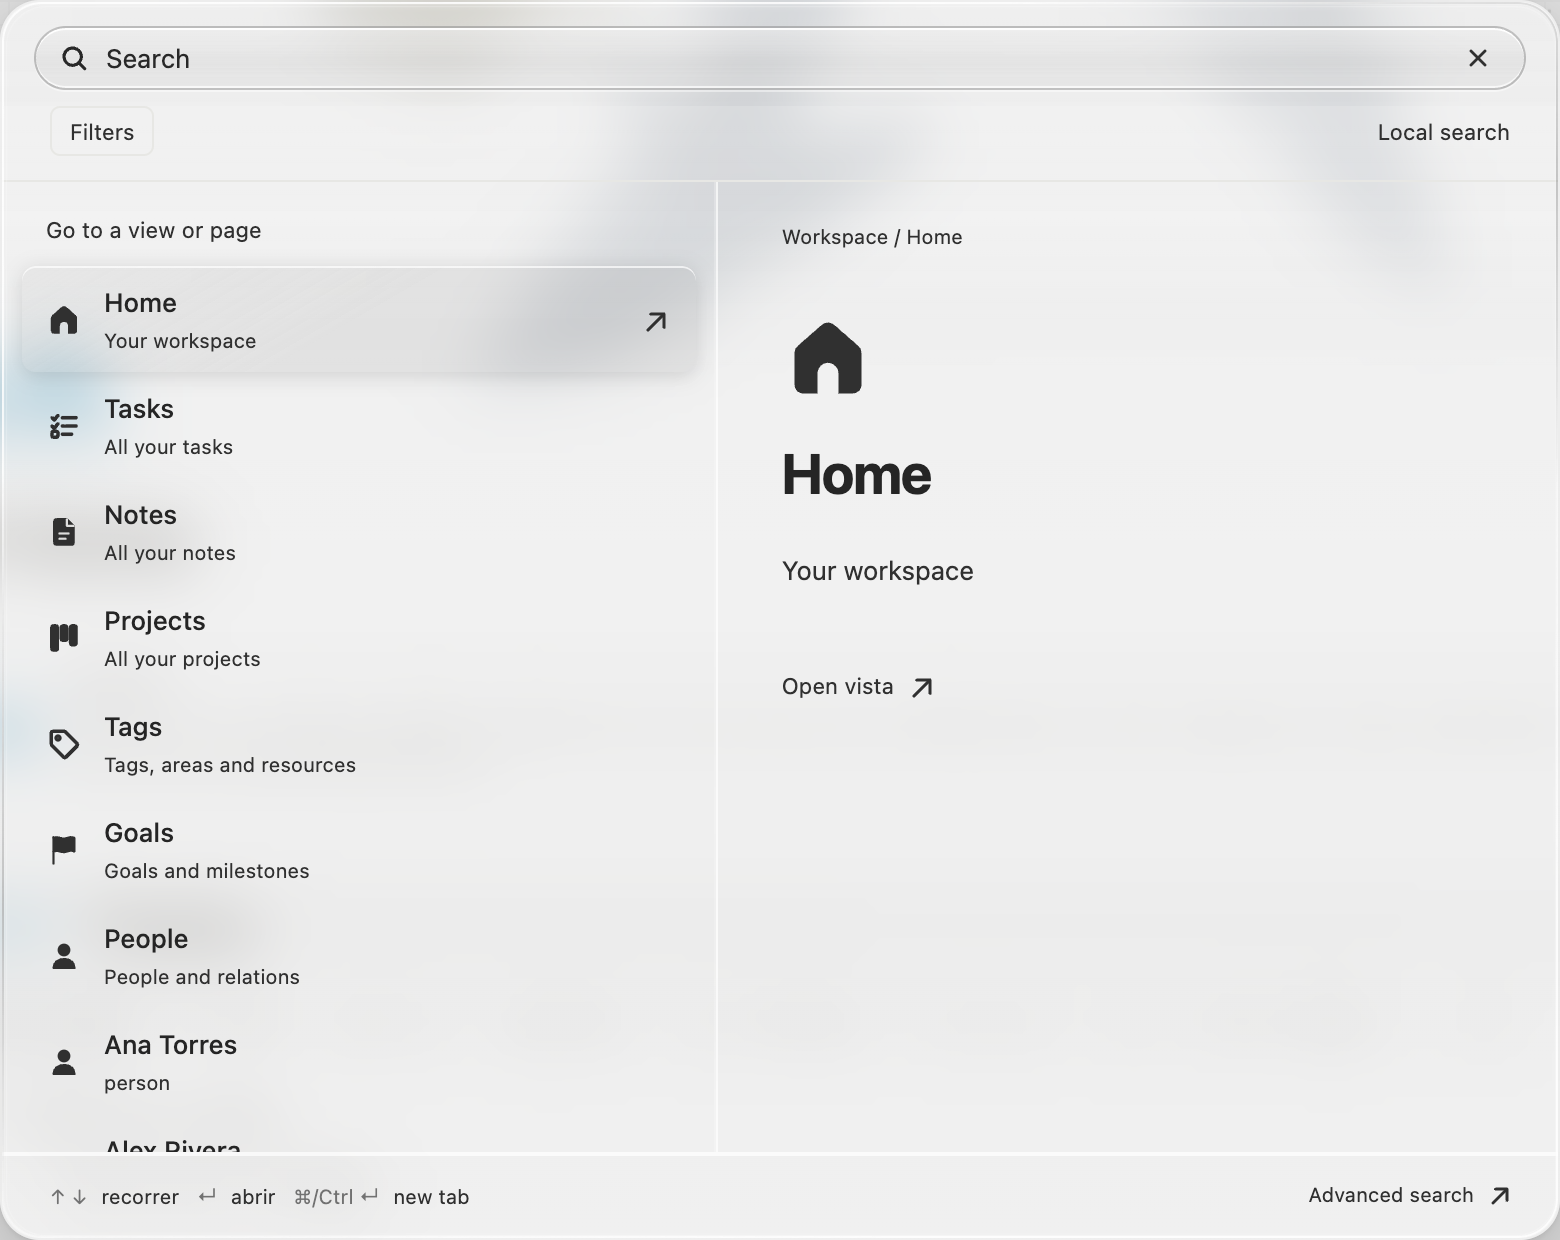 Search
Filters
Local search
Go to a view or page
Home
Your workspace
Tasks
All your tasks
Notes
All your notes
Projects
All your projects
Tags
Tags, areas and resources
Goals
Goals and milestones
People
People and relations
Ana Torres
person
Alex Rivera
Workspace / Home
Home
Your workspace
Open vista
↑ ↓ recorrer ↵ abrir ⌘/Ctrl ↵ new tab
Advanced search